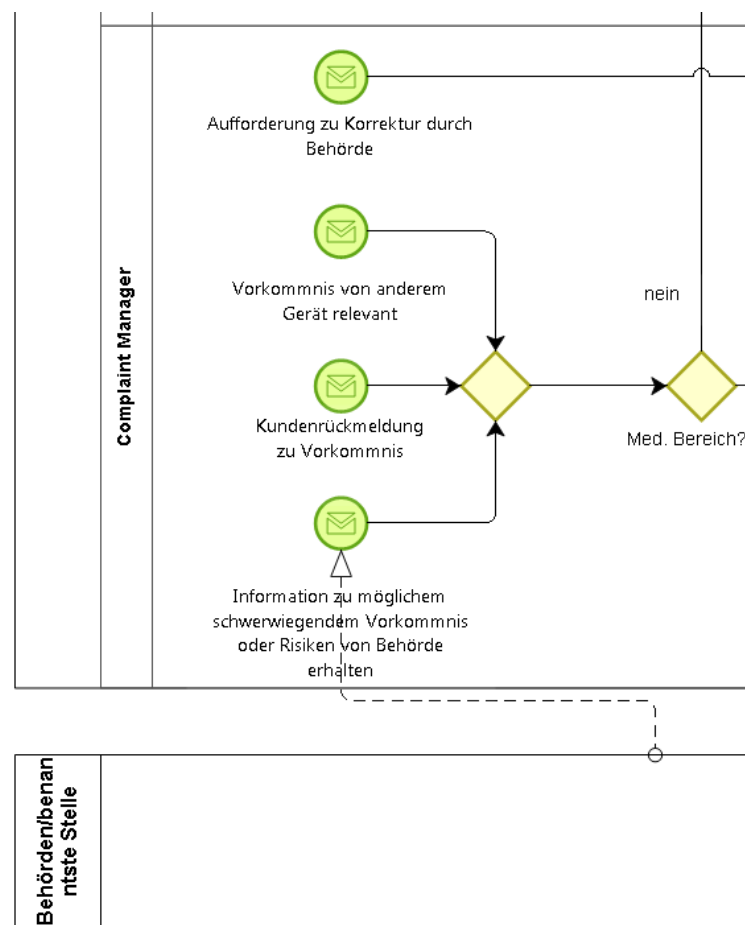 Aufforderung zu Korrektur durch
Behörde
Vorkommnis von anderem
Gerät relevant
nein
Complaint Manager
Kundenrückmeldung
zu Vorkommnis
Med. Bereich?
Information zu möglichem
schwerwiegendem Vorkommnis
oder Risiken von Behörde
erhalten
Behörden/benan
ntste Stelle